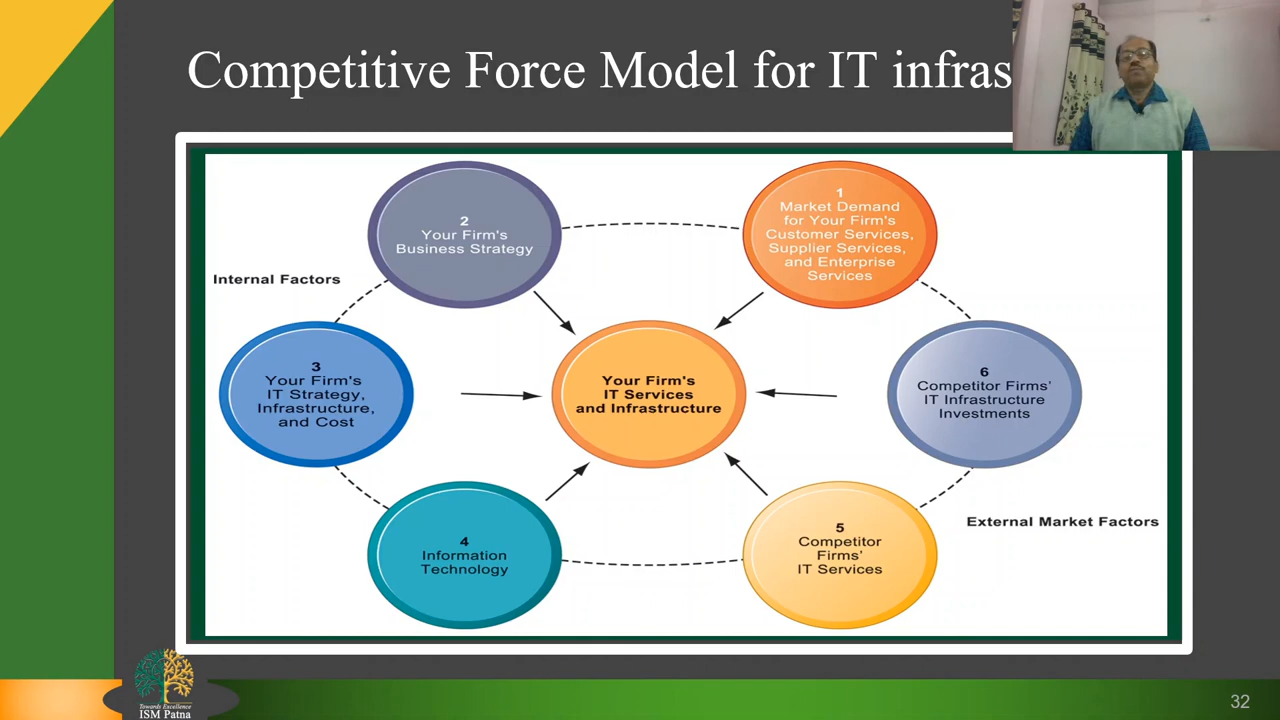 Competitive Force Model for IT infras
2
Your Firm's
Business Strategy
1
Market Demand
for Your Firm's
Customer Services,
Supplier Services,
and Enterprise
Services
Internal Factors
3
Your Firm's
IT Strategy,
Infrastructure,
and Cost
Your Firm's
IT Services
and Infrastructure
6
Competitor Firms'
IT Infrastructure
Investments
4
Information
Technology
5
Competitor
Firms'
IT Services
External Market Factors
Towards Excellence
ISM Patna
32